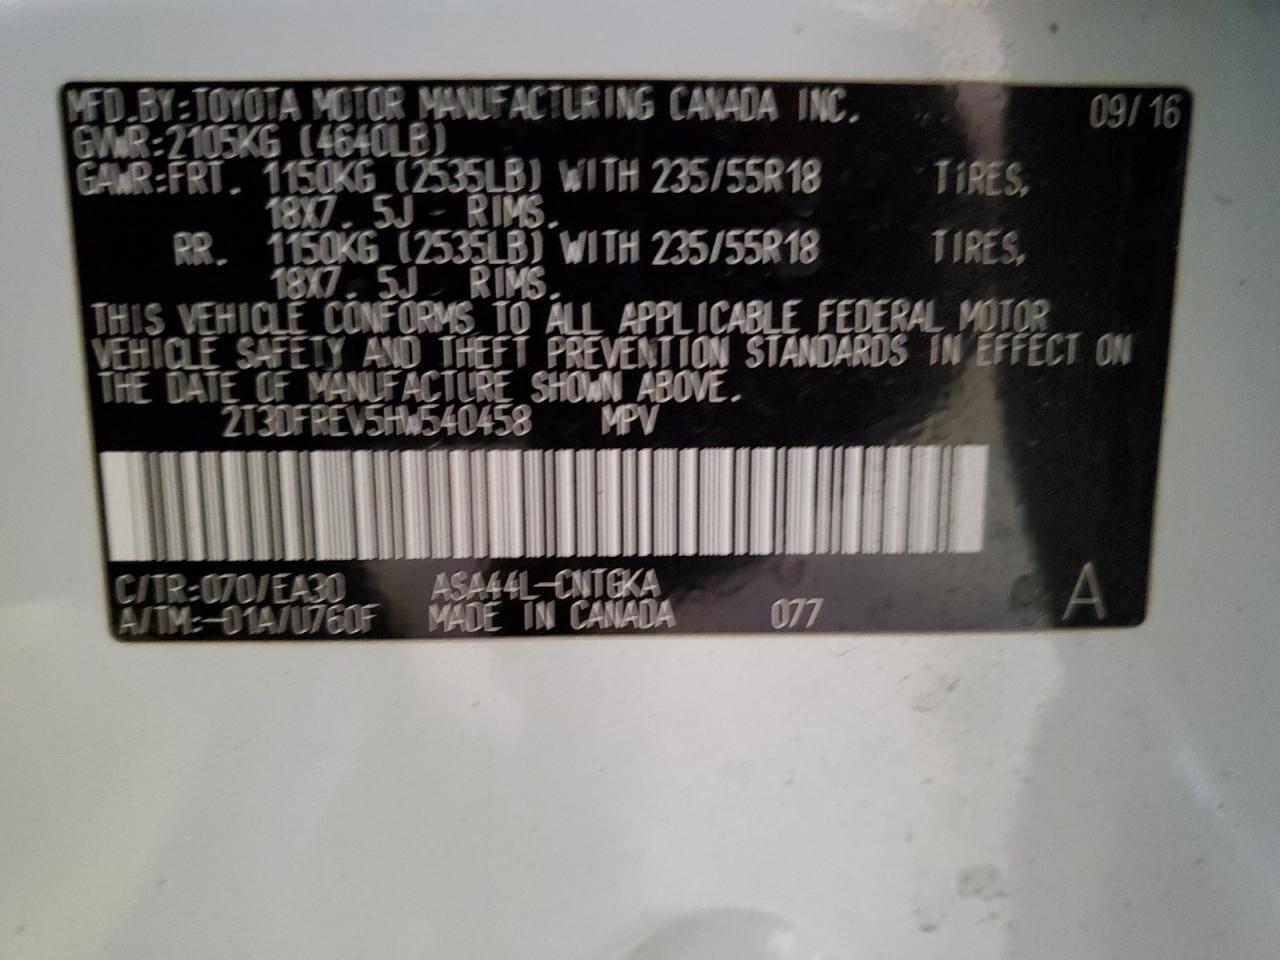 MFD.BY:TOYOTA MOTOR MANUFACTURING CANADA INC. 09/16
GVWR:2105KG (4640LB)
GAWR:FRT. 1150KG (2535LB) WITH 235/55R18 TIRES,
18X7.5J RIMS.
RR. 1150KG (2535LB) WITH 235/55R18 TIRES,
18X7.5J RIMS.
THIS VEHICLE CONFORMS TO ALL APPLICABLE FEDERAL MOTOR
VEHICLE SAFETY AND THEFT PREVENTION STANDARDS IN EFFECT ON
THE DATE OF MANUFACTURE SHOWN ABOVE.
2T3DFREV5HW540458 MPV
C/TR:070/EA30 ASA44L-CNTGKA
A/TM:-01A/U760F MADE IN CANADA 077 A